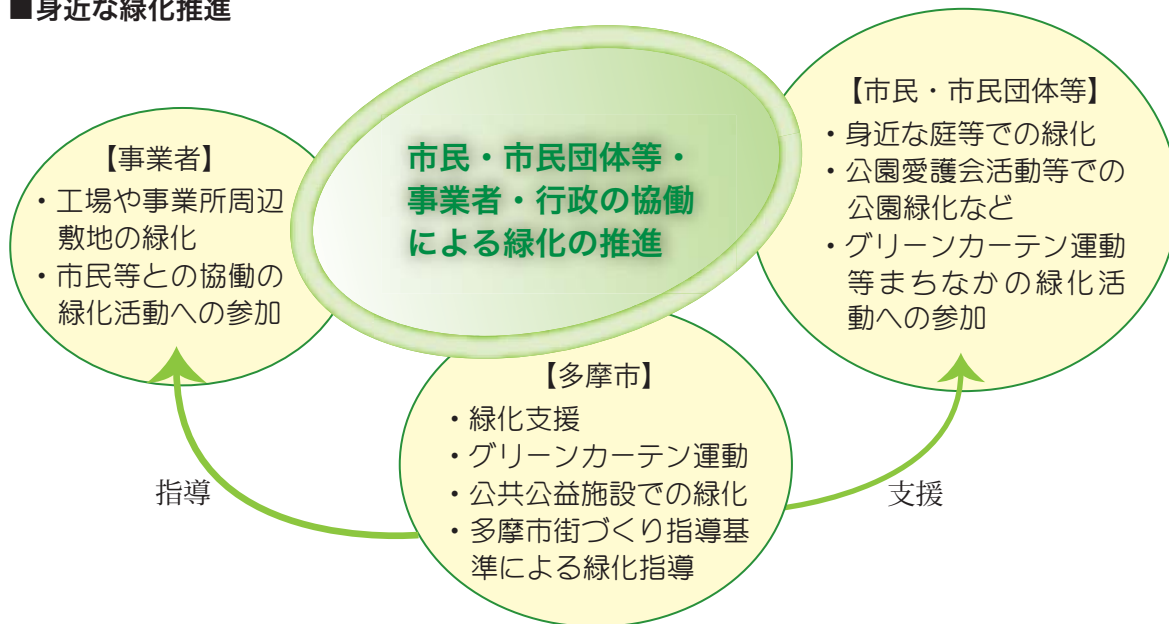 ■身近な緑化推進
市民・市民団体等・
事業者・行政の協働
による緑化の推進
【事業者】
・工場や事業所周辺
敷地の緑化
・市民等との協働の
緑化活動への参加
【市民・市民団体等】
・身近な庭等での緑化
・公園愛護会活動等での
公園緑化など
・グリーンカーテン運動
等まちなかの緑化活
動への参加
【多摩市】
・緑化支援
・グリーンカーテン運動
・公共公益施設での緑化
・多摩市街づくり指導基
準による緑化指導
指導
支援